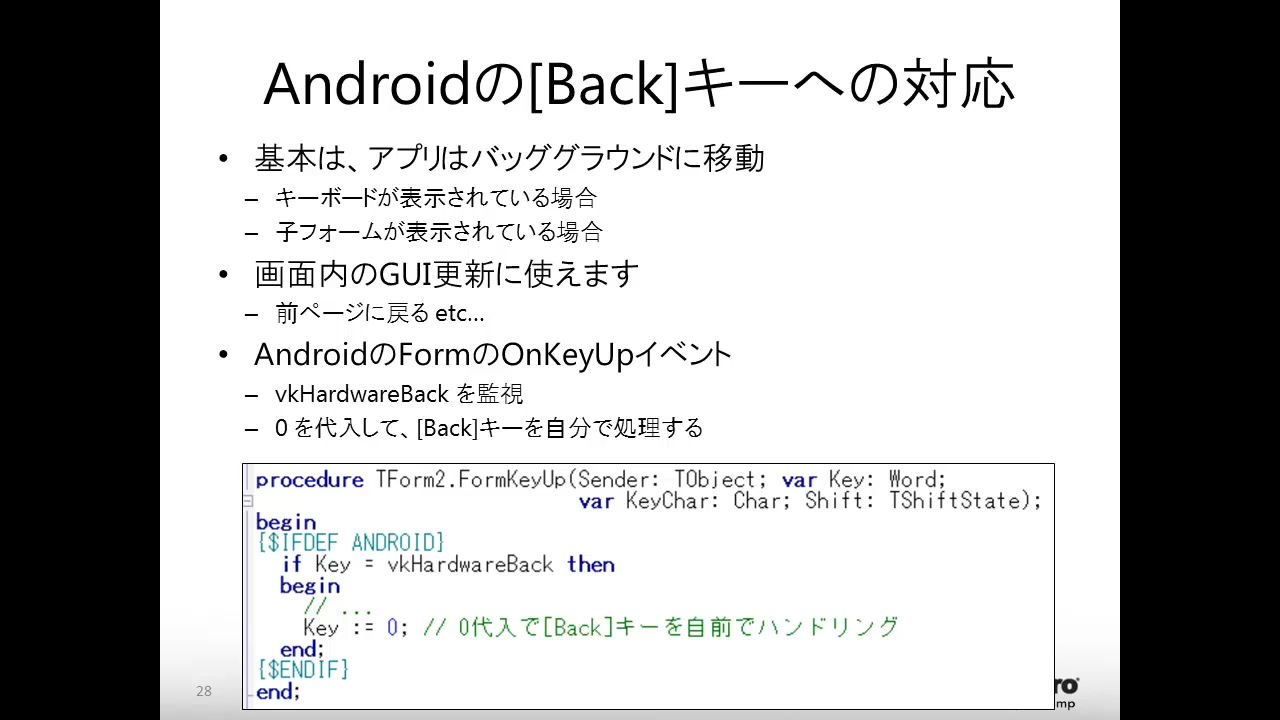 Androidの[Back]キーへの対応
• 基本は、アプリはバッググラウンドに移動
– キーボードが表示されている場合
– 子フォームが表示されている場合
• 画面内のGUI更新に使えます
– 前ページに戻る etc...
• AndroidのFormのOnKeyUpイベント
– vkHardwareBack を監視
– 0 を代入して、[Back]キーを自分で処理する
procedure TForm2.FormKeyUp(Sender: TObject; var Key: Word;
var KeyChar: Char; Shift: TShiftState);
begin
{$IFDEF ANDROID}
if Key = vkHardwareBack then
begin
// ...
Key := 0; // 0代入で[Back]キーを自前でハンドリング
end;
{$ENDIF}
end;
28